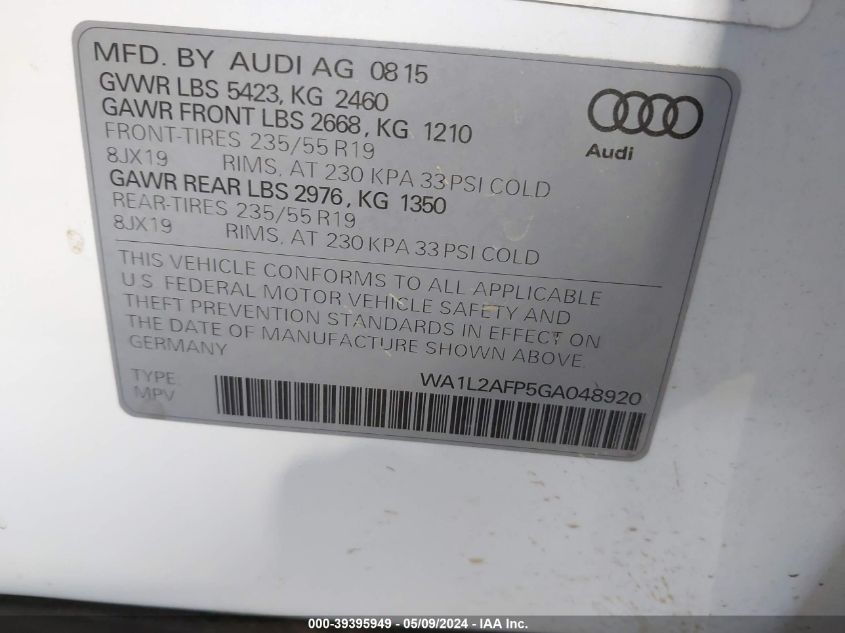 MFD. BY AUDI AG 0815
GVWR LBS 5423, KG 2460
GAWR FRONT LBS 2668, KG 1210
FRONT-TIRES 235/55 R19
8JX19 RIMS, AT 230 KPA 33 PSI COLD
GAWR REAR LBS 2976, KG 1350
REAR-TIRES 235/55 R19
8JX19 RIMS, AT 230 KPA 33 PSI COLD
Audi
THIS VEHICLE CONFORMS TO ALL APPLICABLE
U.S. FEDERAL MOTOR VEHICLE SAFETY AND
THEFT PREVENTION STANDARDS IN EFFECT ON
THE DATE OF MANUFACTURE SHOWN ABOVE.
GERMANY
TYPE: WA1L2AFP5GA048920
MPV
000-39395949 — 05/09/2024 — IAA Inc.